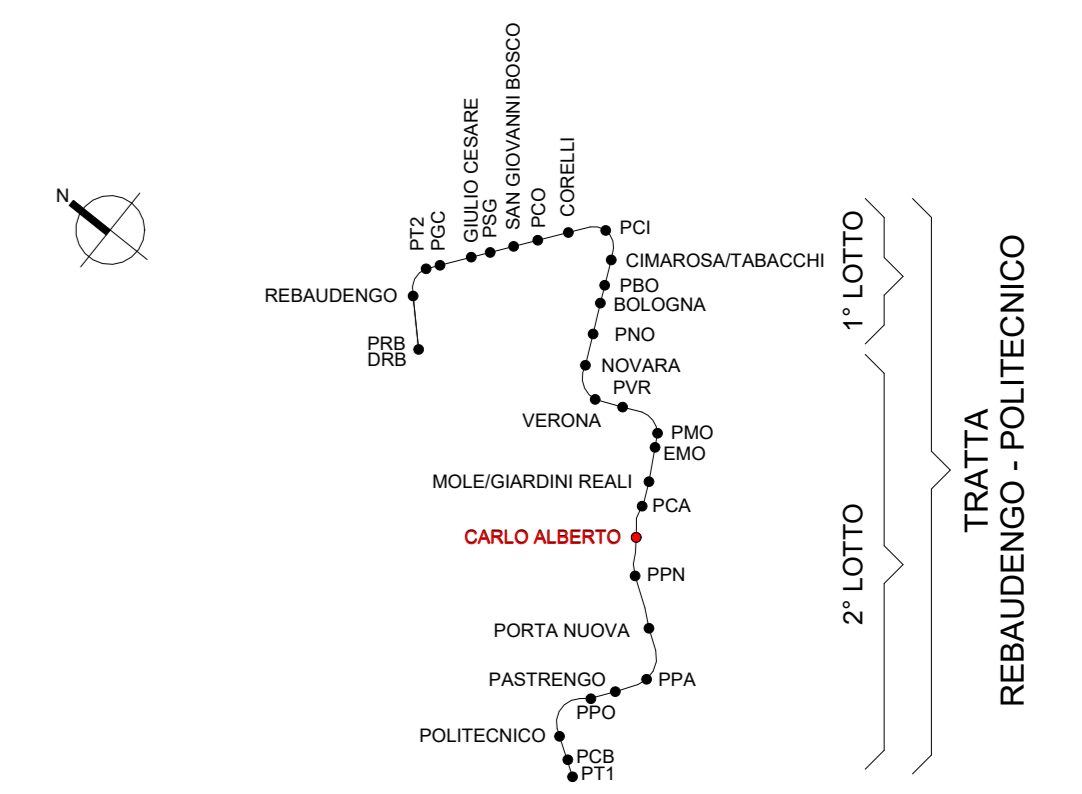 N
PT2
PGC
GIULIO CESARE
PSG
SAN GIOVANNI BOSCO
PCO
CORELLI
PCI
CIMAROSA/TABACCHI
REBAUDENGO
PBO
BOLOGNA
PRB
DRB
PNO
NOVARA
PVR
VERONA
PMO
EMO
MOLE/GIARDINI REALI
PCA
CARLO ALBERTO
PPN
PORTA NUOVA
PASTRENGO
PPA
PPO
POLITECNICO
PCB
PT1
1° LOTTO
2° LOTTO
TRATTA
REBAUDENGO - POLITECNICO